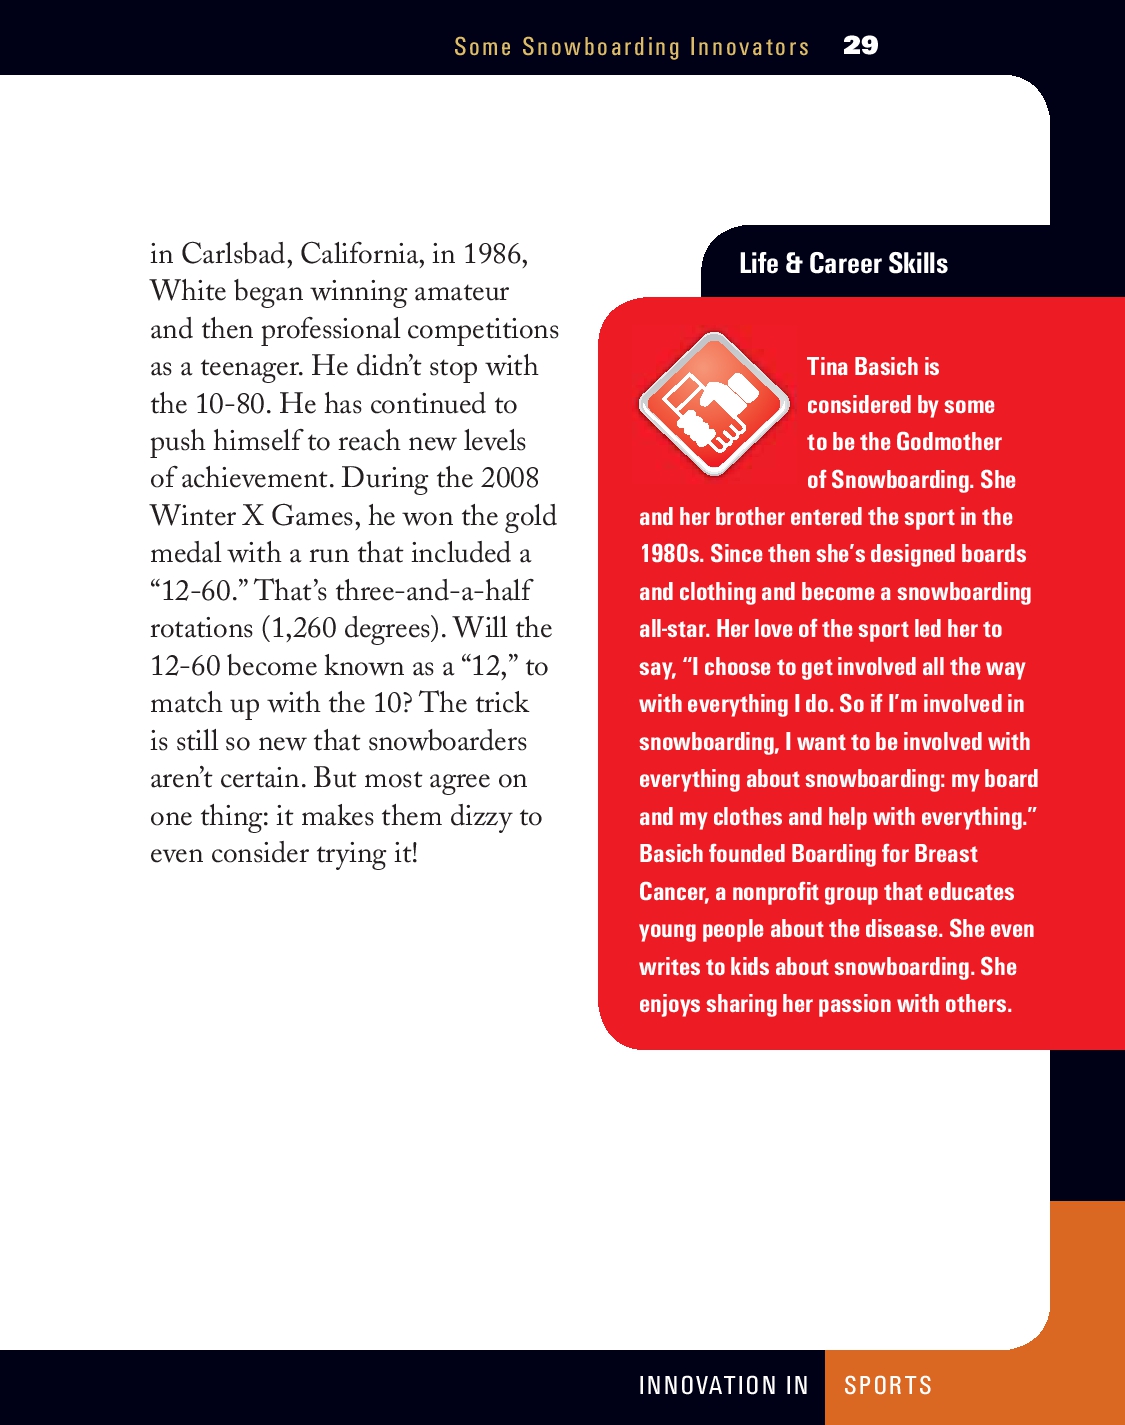 Some Snowboarding Innovators 29
in Carlsbad, California, in 1986,
White began winning amateur
and then professional competitions
as a teenager. He didn’t stop with
the 10-80. He has continued to
push himself to reach new levels
of achievement. During the 2008
Winter X Games, he won the gold
medal with a run that included a
“12-60.” That’s three-and-a-half
rotations (1,260 degrees). Will the
12-60 become known as a “12,” to
match up with the 10? The trick
is still so new that snowboarders
aren’t certain. But most agree on
one thing: it makes them dizzy to
even consider trying it!
Life & Career Skills
Tina Basich is
considered by some
to be the Godmother
of Snowboarding. She
and her brother entered the sport in the
1980s. Since then she’s designed boards
and clothing and become a snowboarding
all-star. Her love of the sport led her to
say, “I choose to get involved all the way
with everything I do. So if I’m involved in
snowboarding, I want to be involved with
everything about snowboarding: my board
and my clothes and help with everything.”
Basich founded Boarding for Breast
Cancer, a nonprofit group that educates
young people about the disease. She even
writes to kids about snowboarding. She
enjoys sharing her passion with others.
INNOVATION IN SPORTS